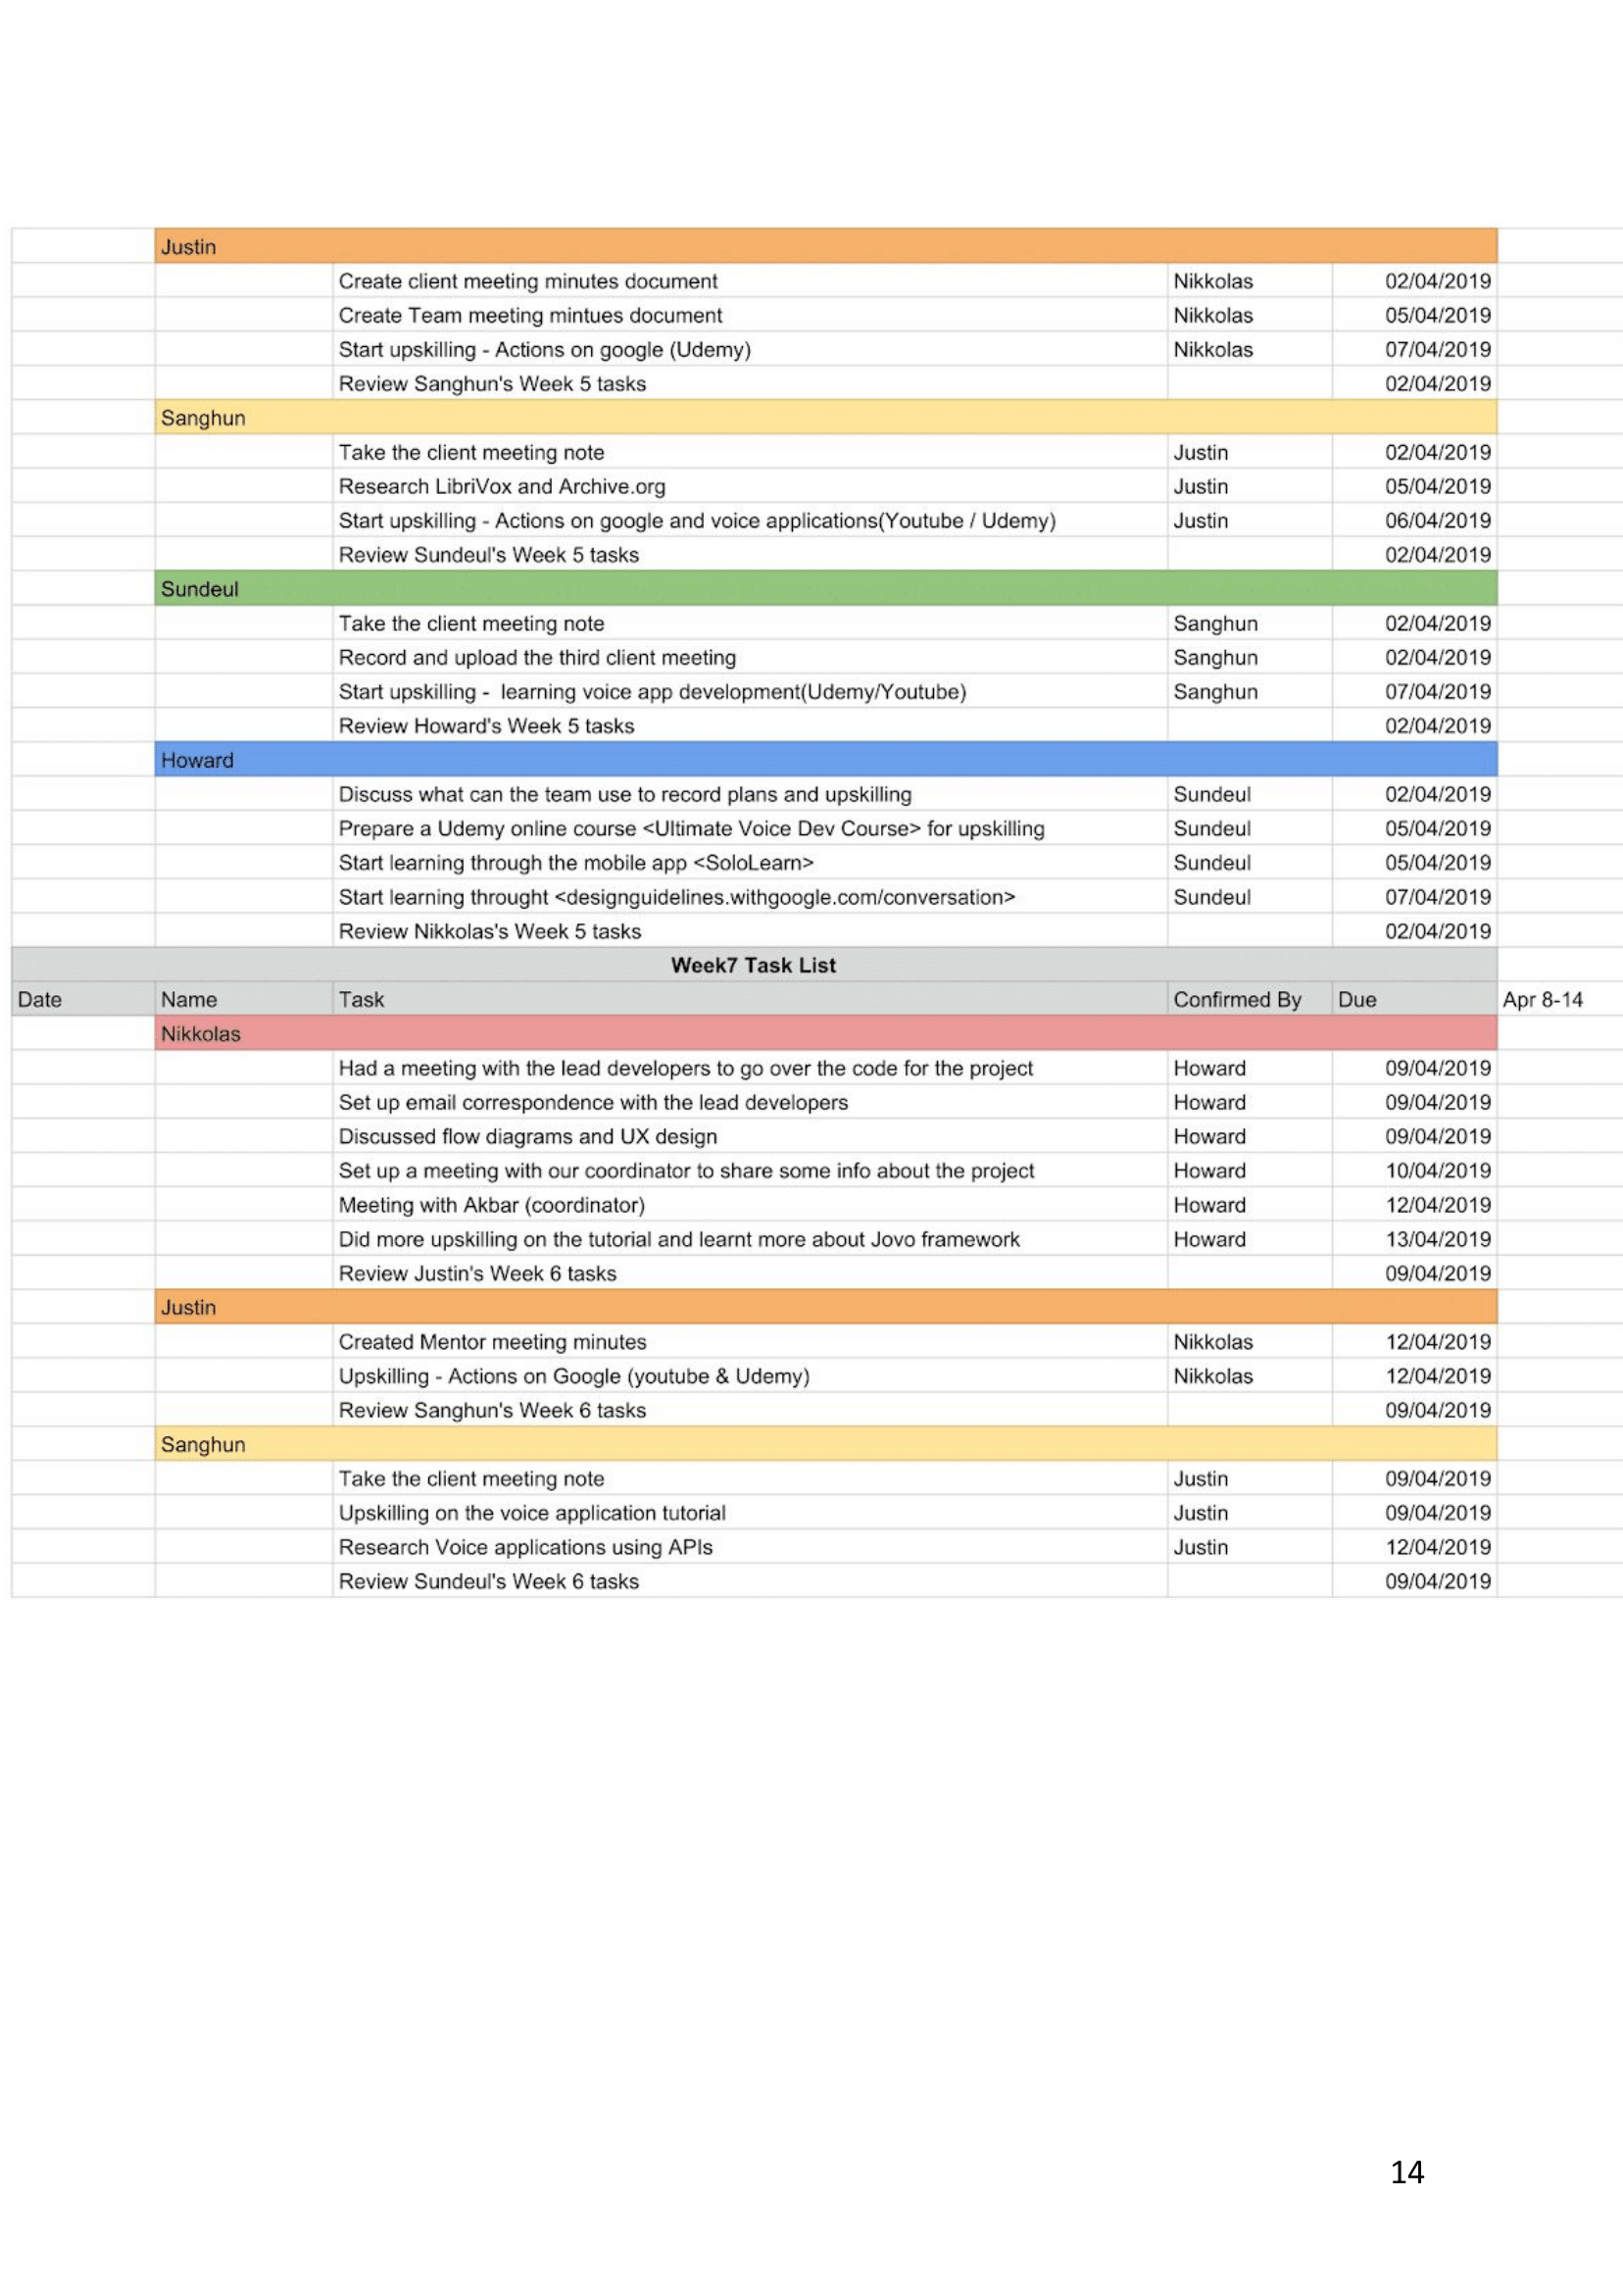 Justin
Create client meeting minutes document Nikkolas 02/04/2019
Create Team meeting mintues document Nikkolas 05/04/2019
Start upskilling - Actions on google (Udemy) Nikkolas 07/04/2019
Review Sanghun's Week 5 tasks 02/04/2019
Sanghun
Take the client meeting note Justin 02/04/2019
Research LibriVox and Archive.org Justin 05/04/2019
Start upskilling - Actions on google and voice applications(Youtube / Udemy) Justin 06/04/2019
Review Sundeul's Week 5 tasks 02/04/2019
Sundeul
Take the client meeting note Sanghun 02/04/2019
Record and upload the third client meeting Sanghun 02/04/2019
Start upskilling -  learning voice app development(Udemy/Youtube) Sanghun 07/04/2019
Review Howard's Week 5 tasks 02/04/2019
Howard
Discuss what can the team use to record plans and upskilling Sundeul 02/04/2019
Prepare a Udemy online course <Ultimate Voice Dev Course> for upskilling Sundeul 05/04/2019
Start learning through the mobile app <SoloLearn> Sundeul 05/04/2019
Start learning throught <designguidelines.withgoogle.com/conversation> Sundeul 07/04/2019
Review Nikkolas's Week 5 tasks 02/04/2019
Week7 Task List
Date Name Task Confirmed By Due Apr 8-14
Nikkolas
Had a meeting with the lead developers to go over the code for the project Howard 09/04/2019
Set up email correspondence with the lead developers Howard 09/04/2019
Discussed flow diagrams and UX design Howard 09/04/2019
Set up a meeting with our coordinator to share some info about the project Howard 10/04/2019
Meeting with Akbar (coordinator) Howard 12/04/2019
Did more upskilling on the tutorial and learnt more about Jovo framework Howard 13/04/2019
Review Justin's Week 6 tasks 09/04/2019
Justin
Created Mentor meeting minutes Nikkolas 12/04/2019
Upskilling - Actions on Google (youtube & Udemy) Nikkolas 12/04/2019
Review Sanghun's Week 6 tasks 09/04/2019
Sanghun
Take the client meeting note Justin 09/04/2019
Upskilling on the voice application tutorial Justin 09/04/2019
Research Voice applications using APIs Justin 12/04/2019
Review Sundeul's Week 6 tasks 09/04/2019
14